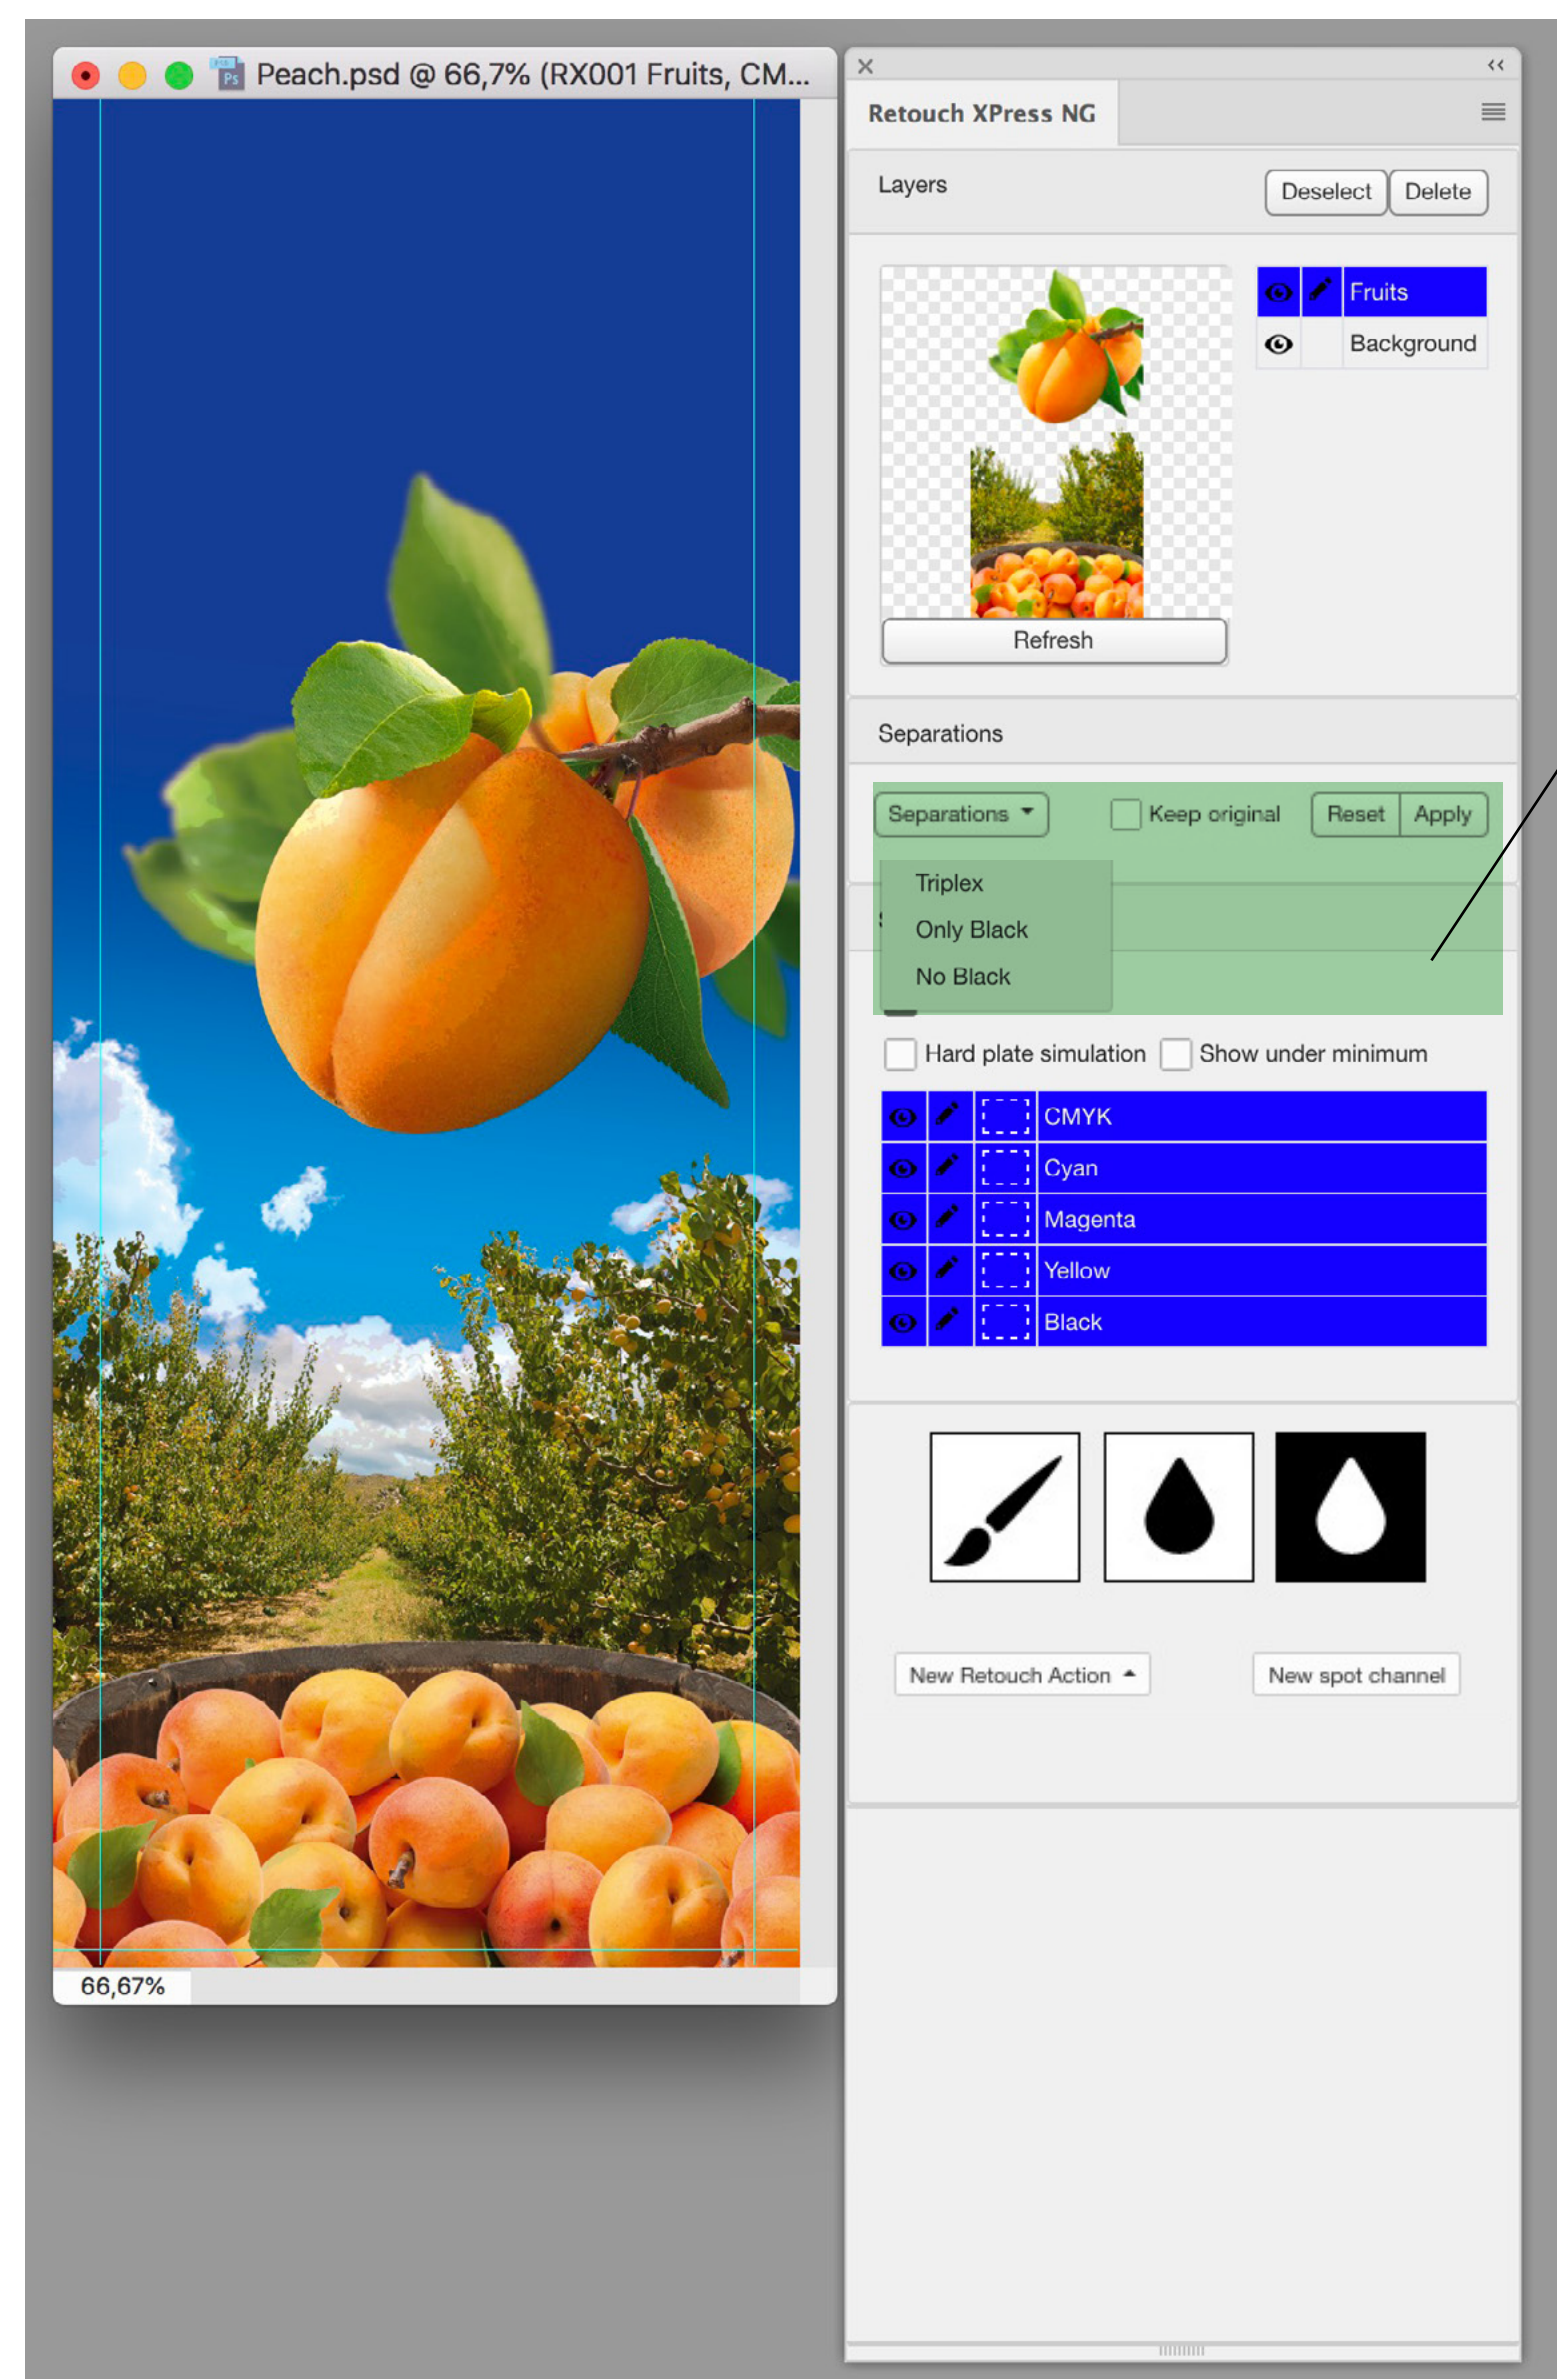 Peach.psd @ 66,7% (RX001 Fruits, CM...
66,67%
Retouch XPress NG
Layers
Deselect Delete
Fruits
Background
Refresh
Separations
Separations Keep original Reset Apply
Triplex
Only Black
No Black
Hard plate simulation Show under minimum
CMYK
Cyan
Magenta
Yellow
Black
New Retouch Action New spot channel